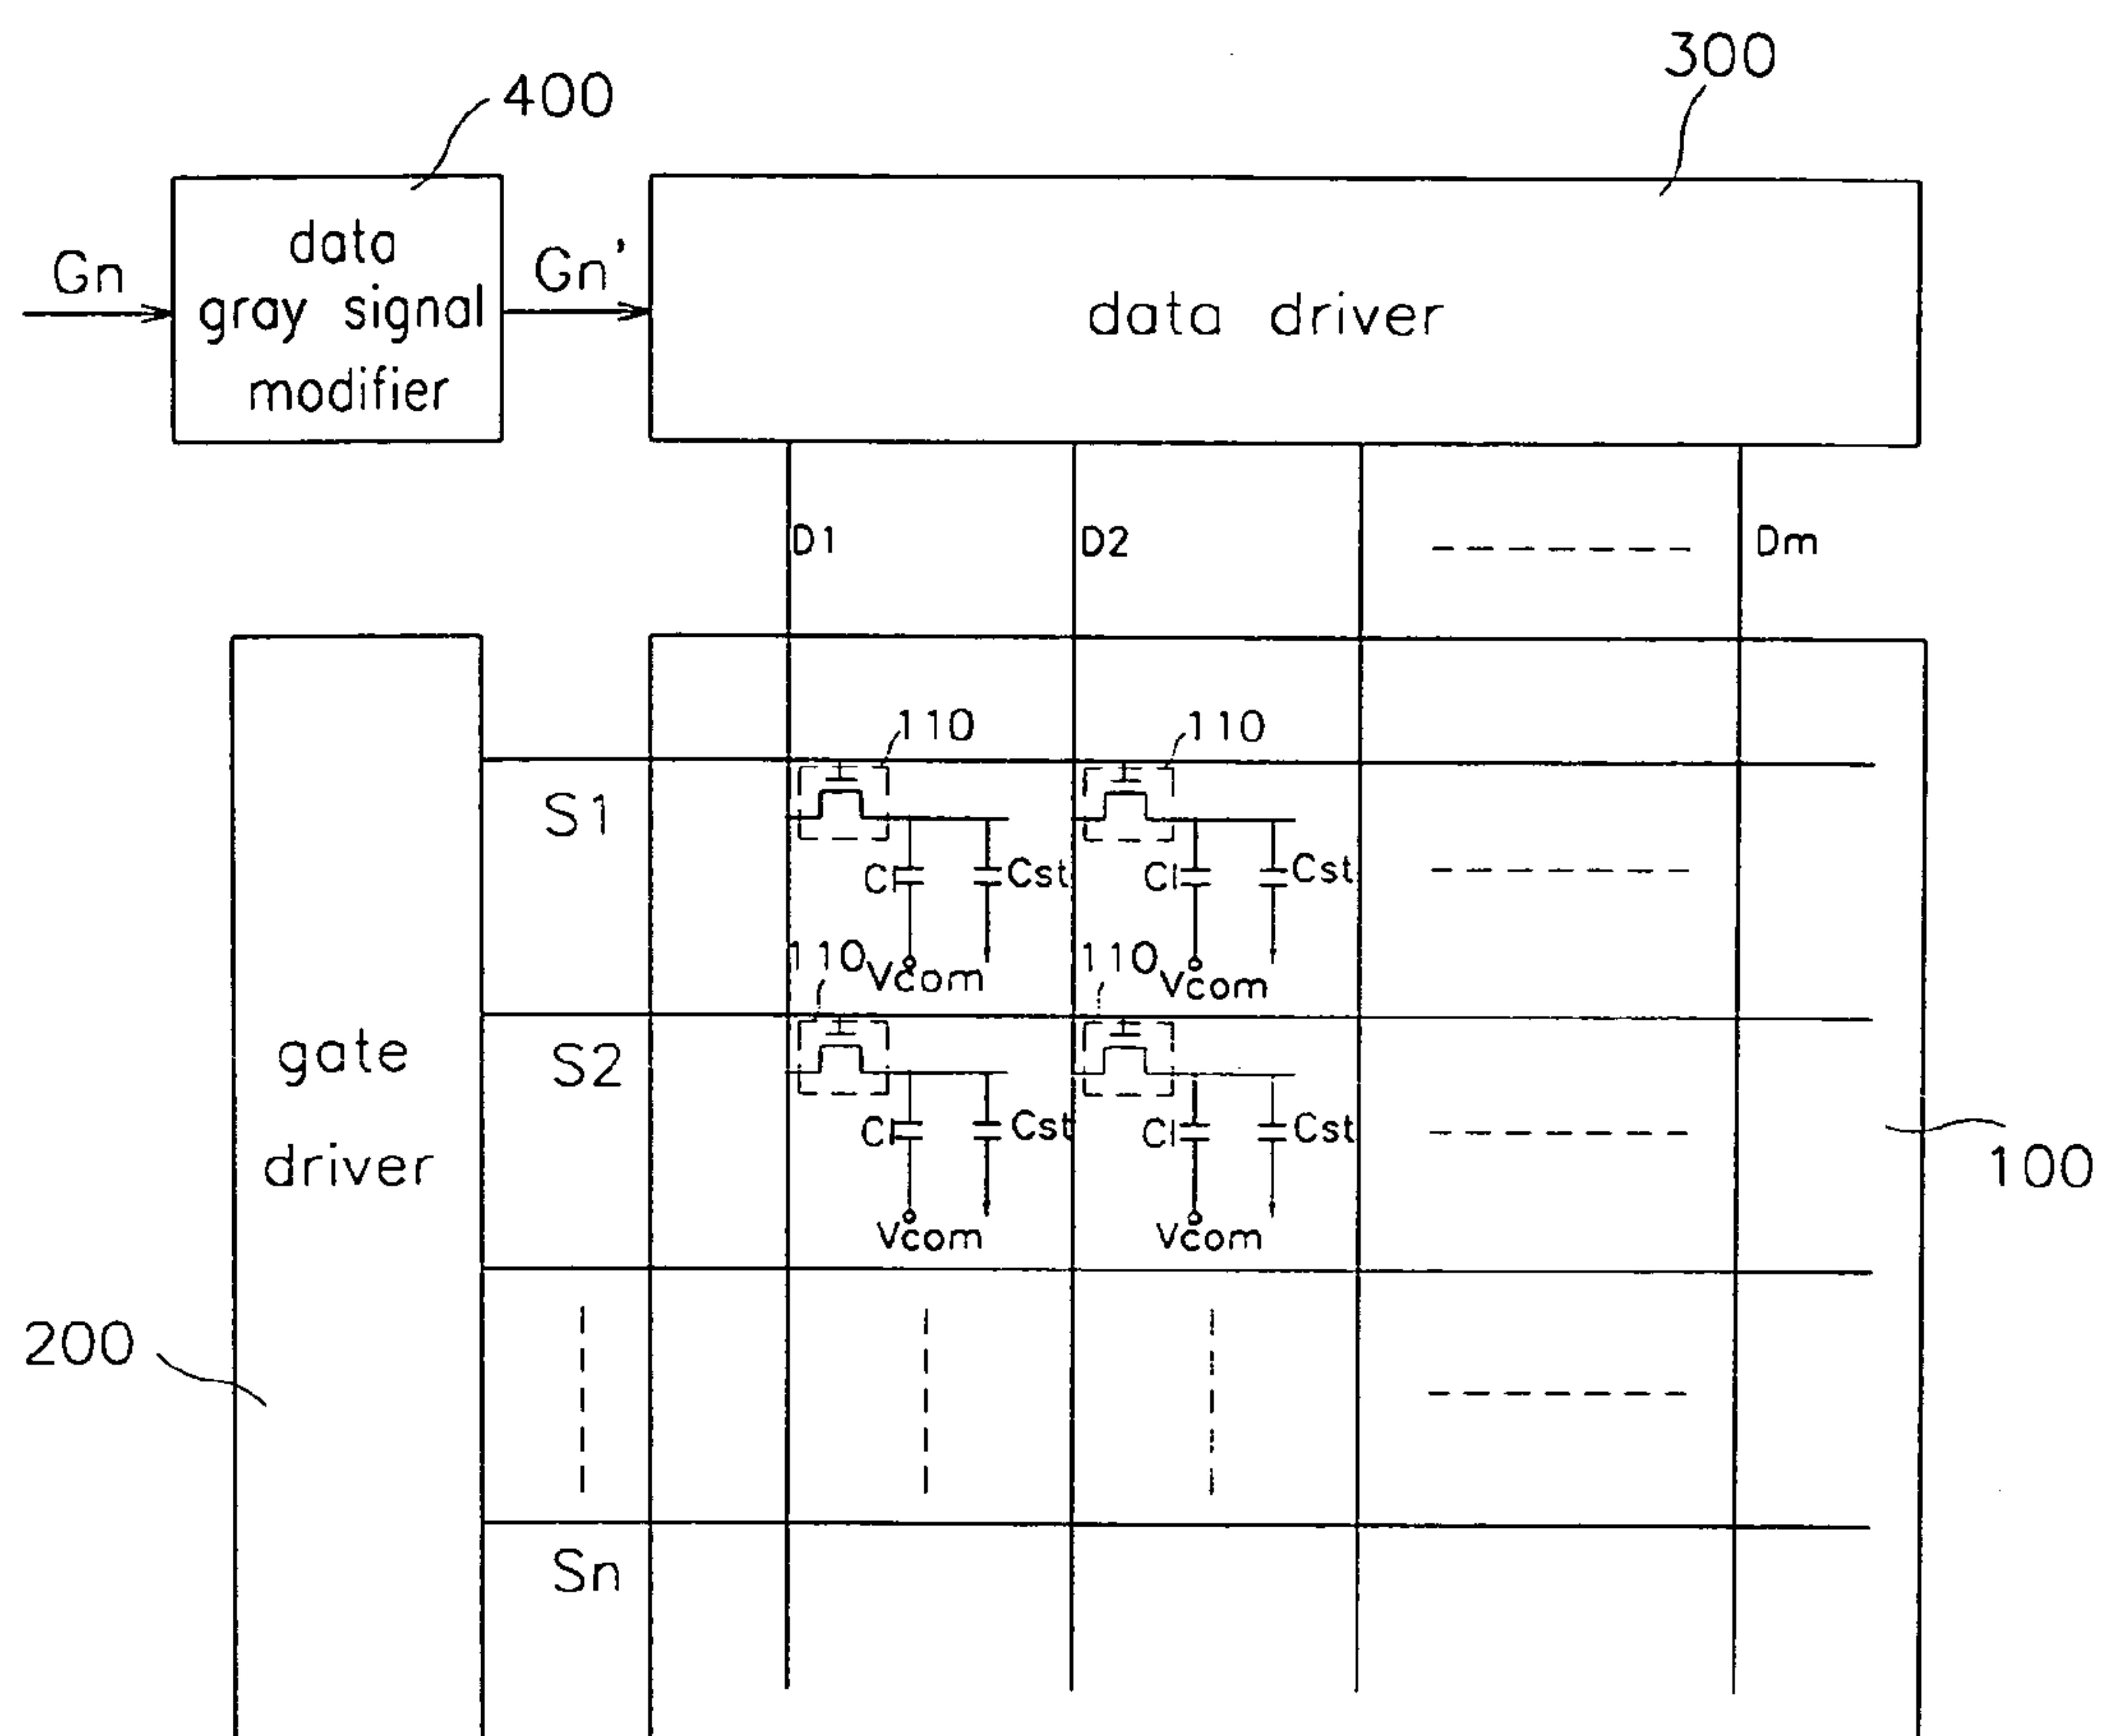 300
400
Gn
data
gray signal
modifier
Gn'
data driver
D1
D2
Dm
110
110
S1
Cl
Cst
Cl
Cst
110
Vcom
110
Vcom
gate
driver
S2
Cl
Cst
Cl
Cst
100
Vcom
Vcom
200
Sn